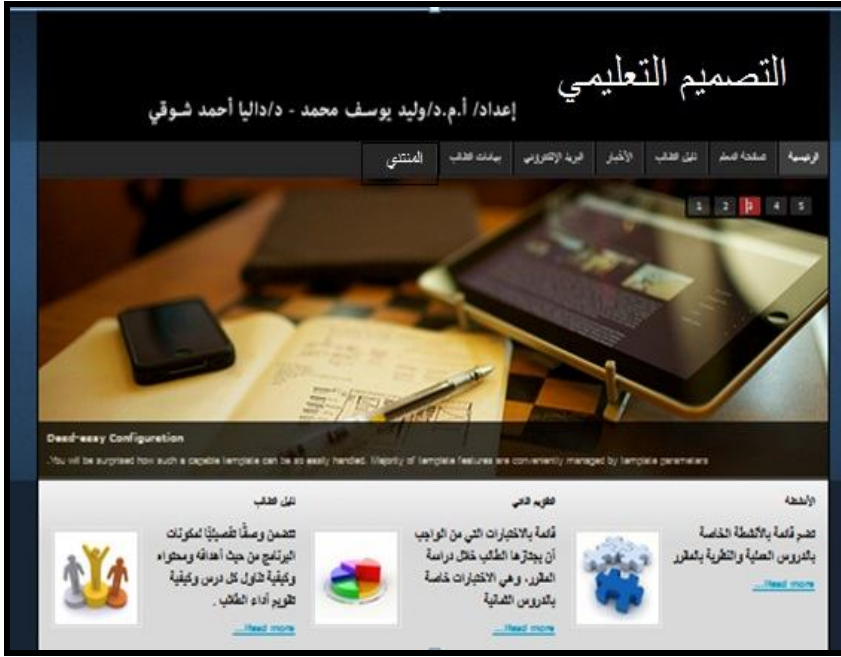 التصميم التعليمي
إعداد/ أ.م.د/وليد يوسف محمد - د/داليا أحمد شوقي
الرئيسية صفحة المعلم دليل الطالب الأخبار البريد الإلكتروني بيانات الطالب المنتدي
1 2 3 4 5
Dead-easy Configuration
.You will be surprised how such a capable template can be so easily handled. Majority of template features are conveniently managed by template parameters
الأنشطة
تضم قائمة بالأنشطة الخاصة
بالدروس العملية والنظرية بالمقرر
Read more...
التقويم الذاتي
قائمة بالاختبارات التي من الواجب
أن يجتازها الطالب خلال دراسة
المقرر، وهي الاختبارات خاصة
بالدروس الثمانية
Read more...
دليل الطالب
تتضمن وصفًا تفصيليًا لمكونات
البرنامج من حيث أهدافه ومحتواه
وكيفية تناول كل درس وكيفية
تقويم أداء الطالب .
Read more...